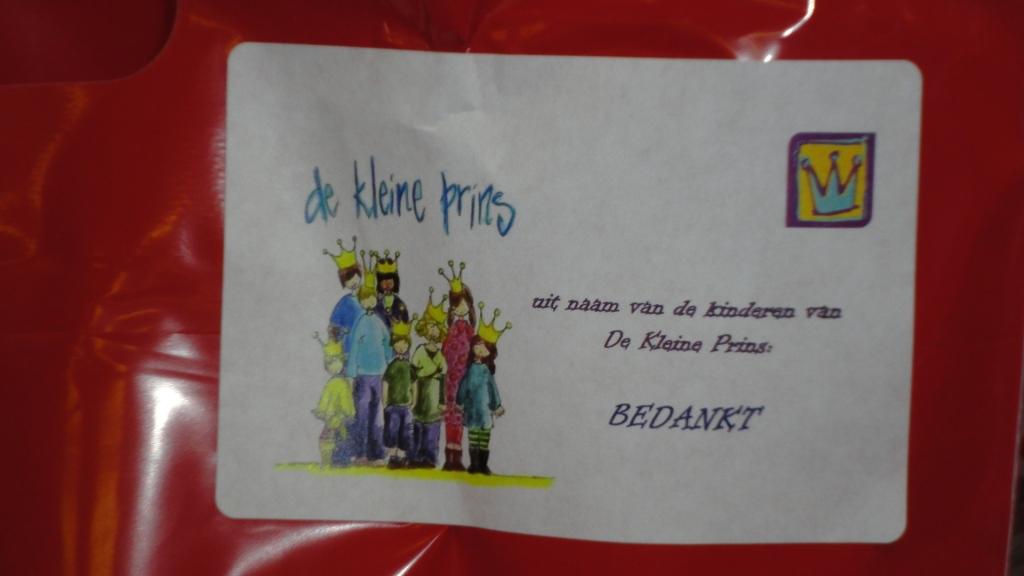 de kleine prins
uit naam van de kinderen van
De Kleine Prins:
BEDANKT